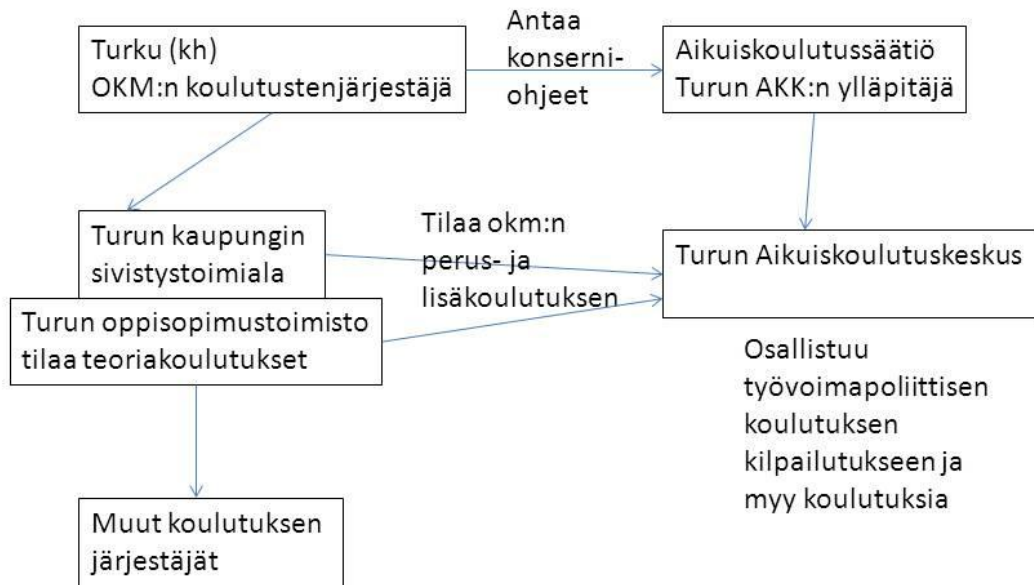 Turku (kh)
OKM:n koulutustenjärjestäjä
Antaa
konserni-
ohjeet
Aikuiskoulutussäätiö
Turun AKK:n ylläpitäjä
Turun kaupungin
sivistystoimiala
Tilaa okm:n
perus- ja
lisäkoulutuksen
Turun Aikuiskoulutuskeskus
Turun oppisopimustoimisto
tilaa teoriakoulutukset
Osallistuu
työvoimapoliittisen
koulutuksen
kilpailutukseen ja
myy koulutuksia
Muut koulutuksen
järjestäjät